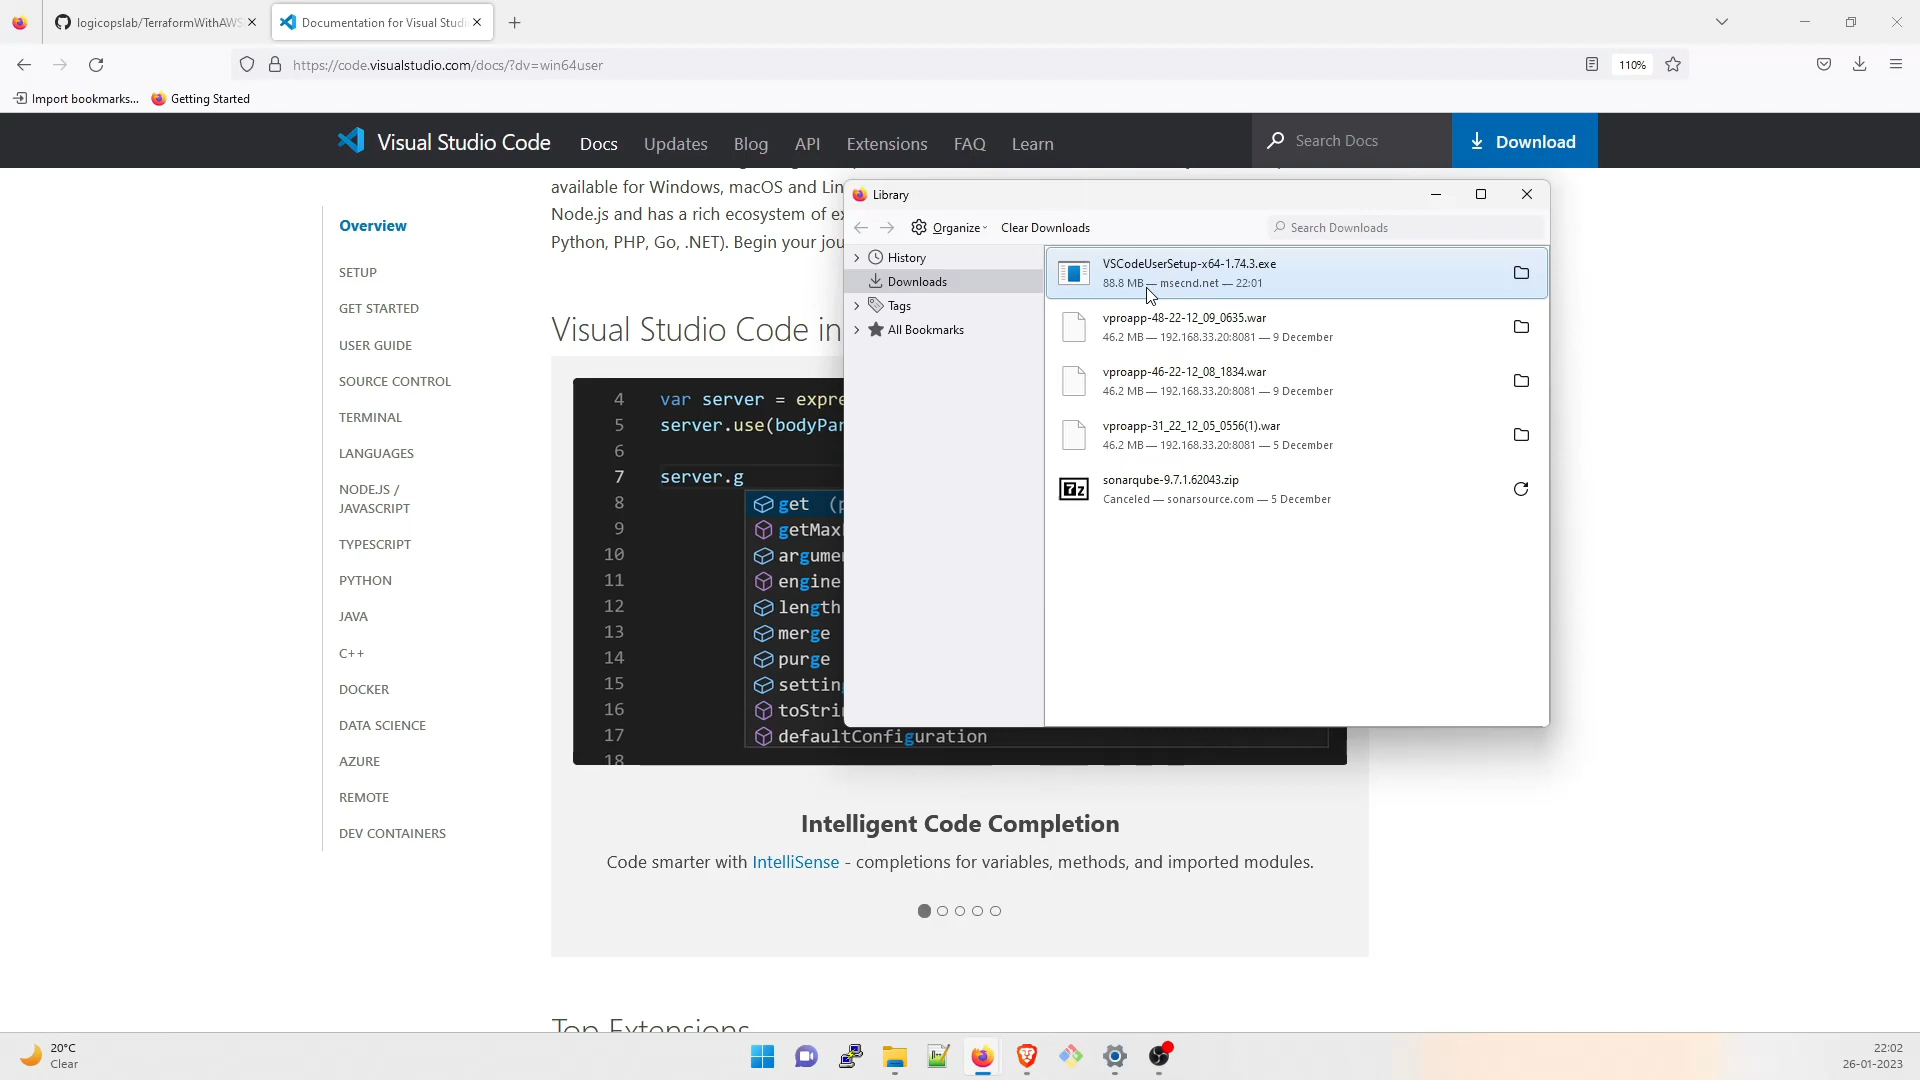 logicopslab/TerraformWithAWS
Documentation for Visual Studi
https://code.visualstudio.com/docs/?dv=win64user
110%
Import bookmarks...
Getting Started
Visual Studio Code
Docs
Updates
Blog
API
Extensions
FAQ
Learn
Search Docs
Download
available for Windows, macOS and Lin
Node.js and has a rich ecosystem of ex
Python, PHP, Go, .NET). Begin your jou
Overview
SETUP
GET STARTED
USER GUIDE
SOURCE CONTROL
TERMINAL
LANGUAGES
NODE.JS /
JAVASCRIPT
TYPESCRIPT
PYTHON
JAVA
C++
DOCKER
DATA SCIENCE
AZURE
REMOTE
DEV CONTAINERS
Visual Studio Code in
4 var server = expre
5 server.use(bodyPar
6
7 server.g
8 get (p
9 getMax
10 argume
11 engine
12 length
13 merge
14 purge
15 settin
16 toStri
17 defaultConfiguration
18
Library
Organize
Clear Downloads
Search Downloads
History
Downloads
Tags
All Bookmarks
VSCodeUserSetup-x64-1.74.3.exe
88.8 MB — msecnd.net — 22:01
vproapp-48-22-12_09_0635.war
46.2 MB — 192.168.33.20:8081 — 9 December
vproapp-46-22-12_08_1834.war
46.2 MB — 192.168.33.20:8081 — 9 December
vproapp-31_22_12_05_0556(1).war
46.2 MB — 192.168.33.20:8081 — 5 December
7z
sonarqube-9.7.1.62043.zip
Canceled — sonarsource.com — 5 December
Intelligent Code Completion
Code smarter with IntelliSense - completions for variables, methods, and imported modules.
Top Extensions
20°C
Clear
22:02
26-01-2023